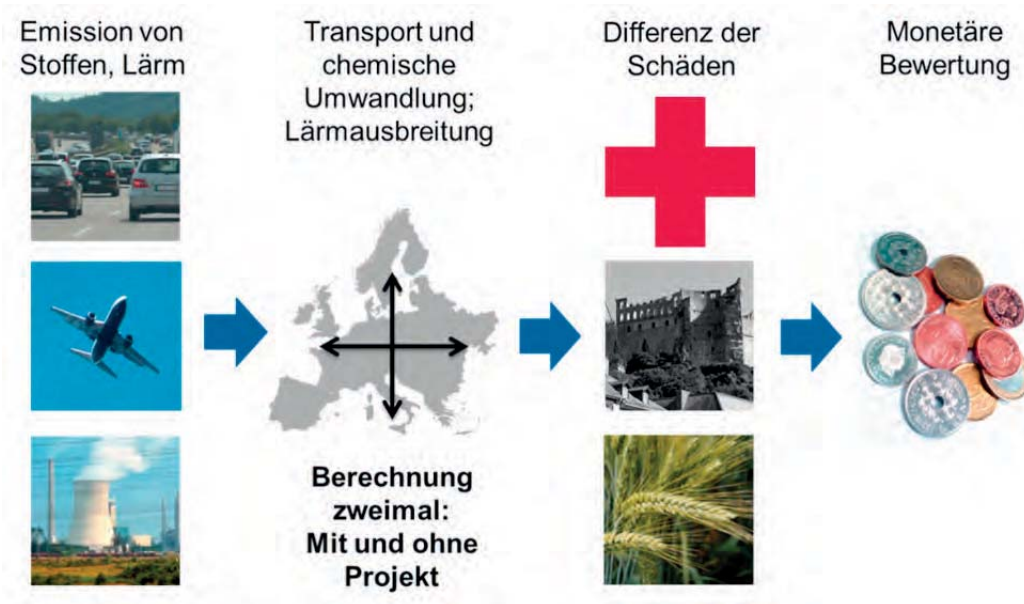 Emission von
Stoffen, Lärm
Transport und
chemische
Umwandlung;
Lärmausbreitung
Differenz der
Schäden
Monetäre
Bewertung
Berechnung
zweimal:
Mit und ohne
Projekt